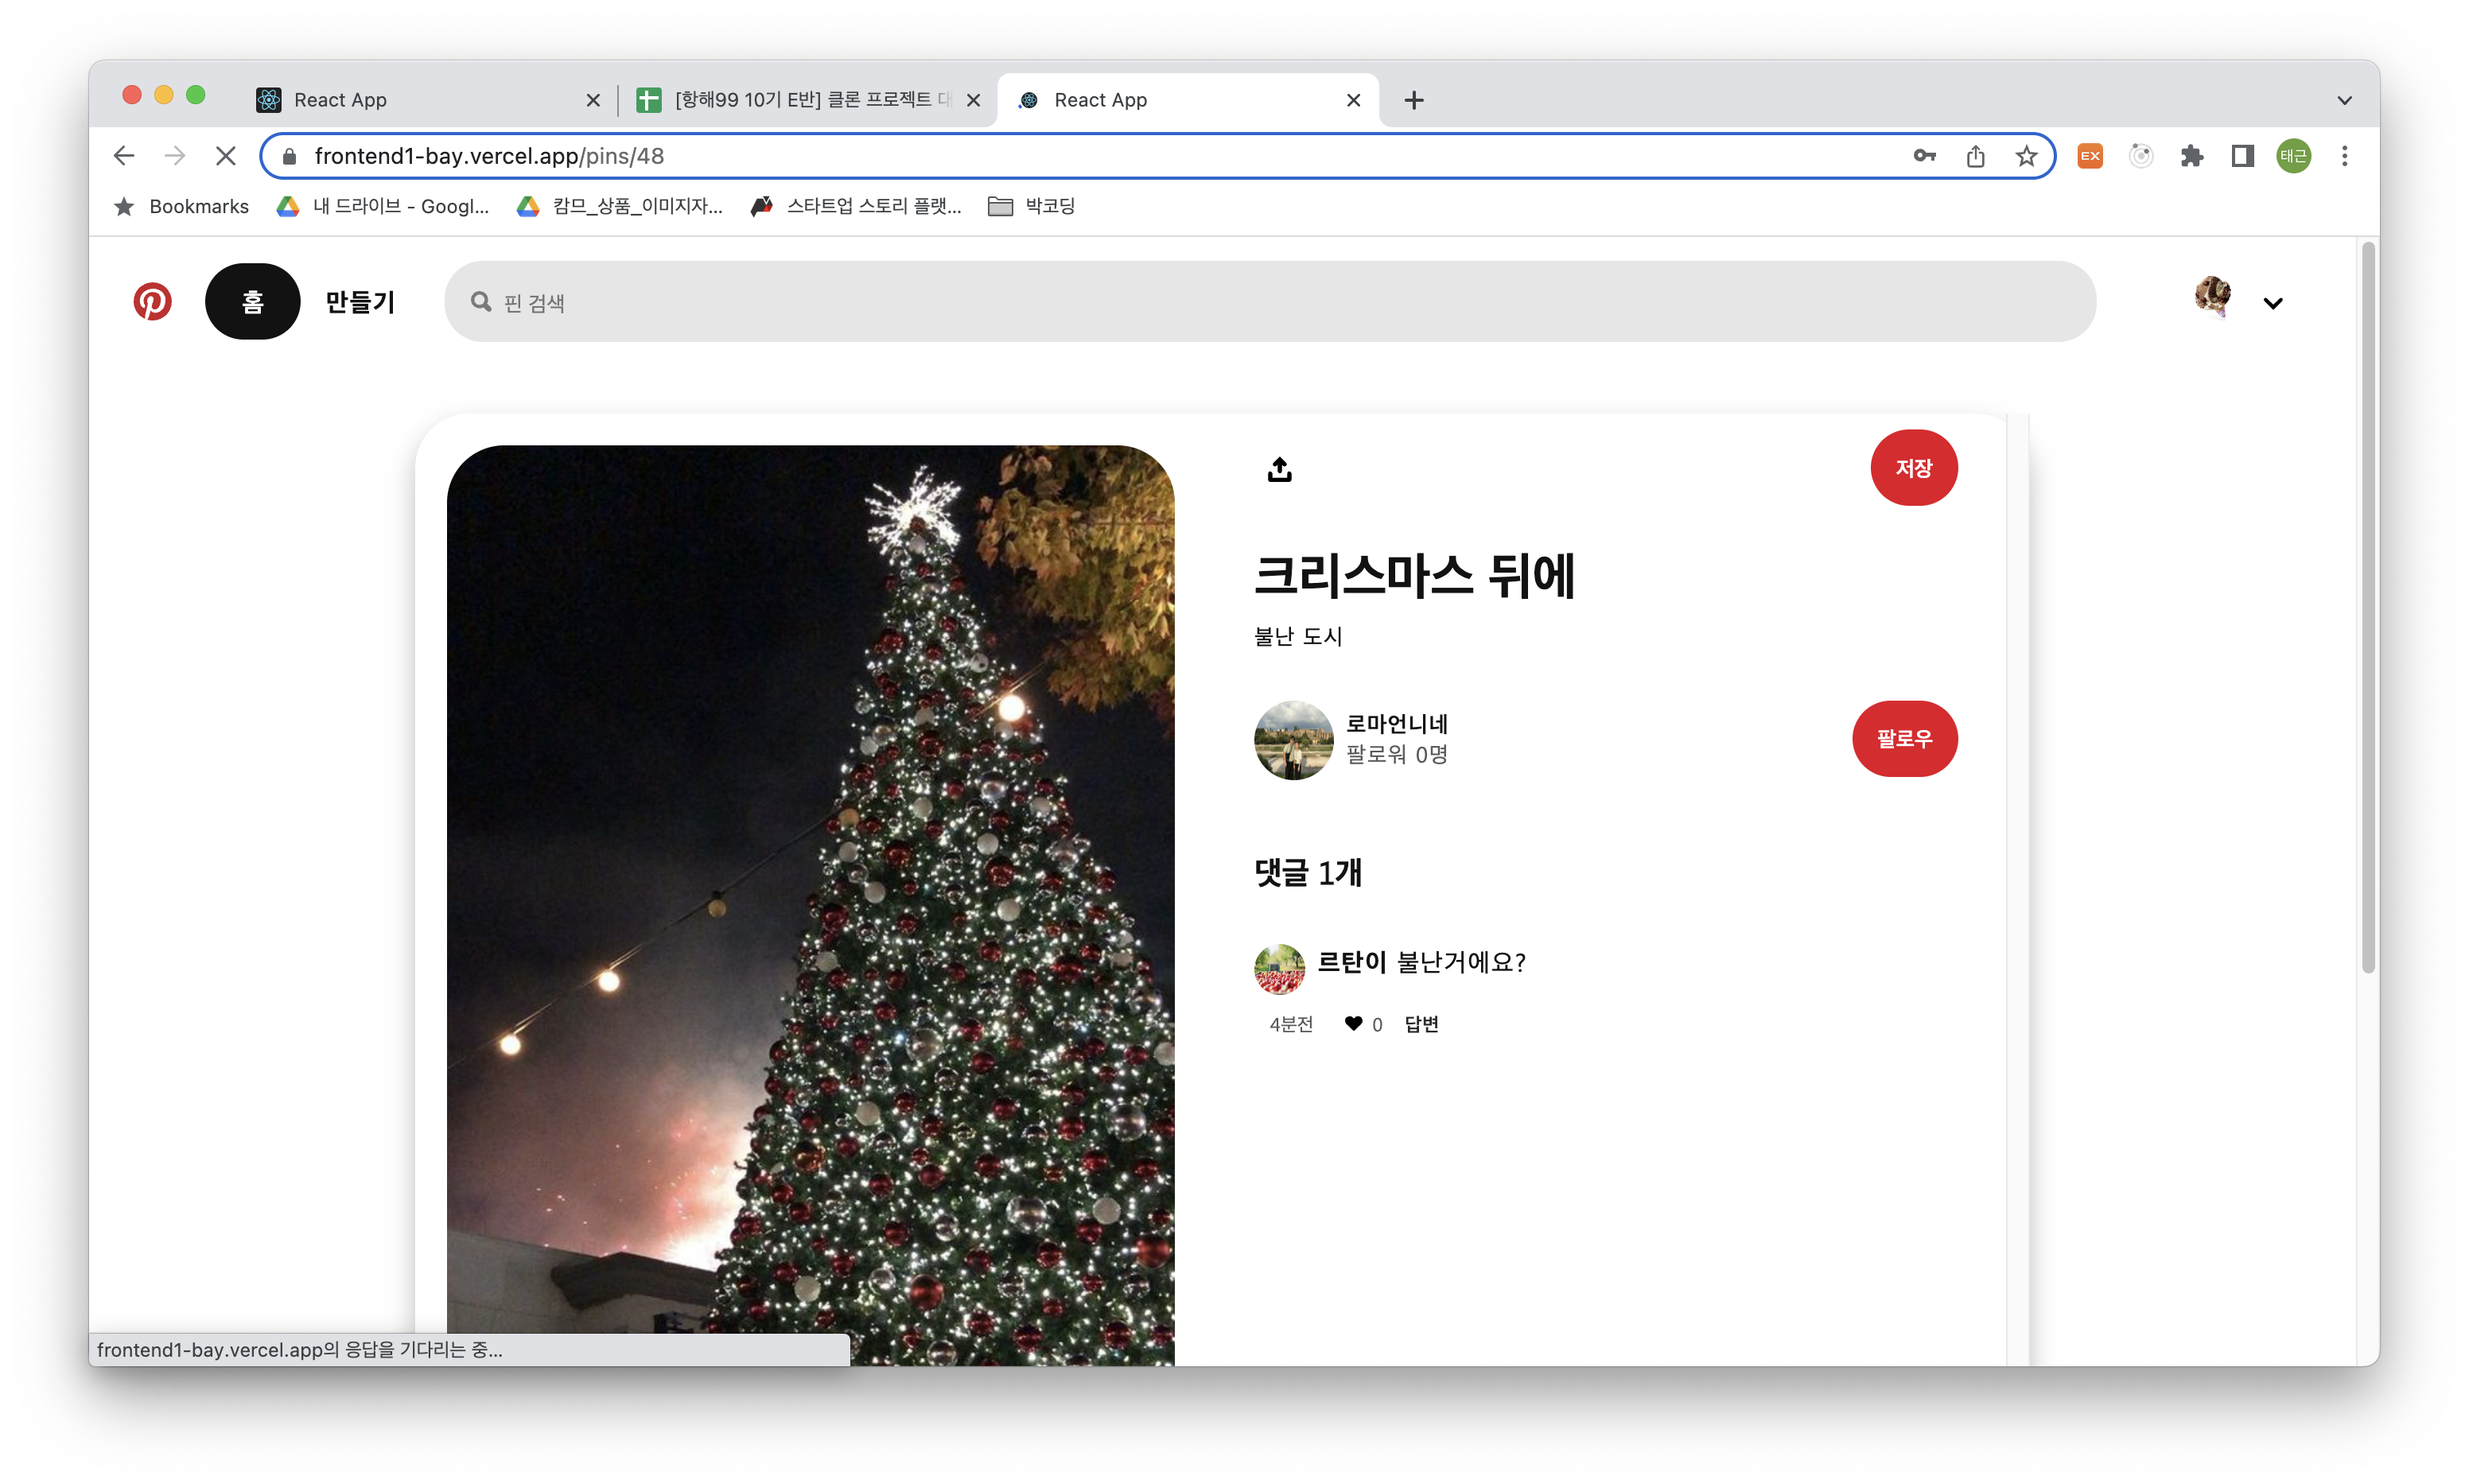 React App
[항해99 10기 E반] 클론 프로젝트
React App
frontend1-bay.vercel.app/pins/48
EX
태근
Bookmarks
내 드라이브 - Googl...
캄므_상품_이미지자...
스타트업 스토리 플랫...
박코딩
홈
만들기
핀 검색
저장
크리스마스 뒤에
불난 도시
로마언니네
팔로워 0명
팔로우
댓글 1개
르탄이 불난거에요?
4분전 0 답변
frontend1-bay.vercel.app의 응답을 기다리는 중...